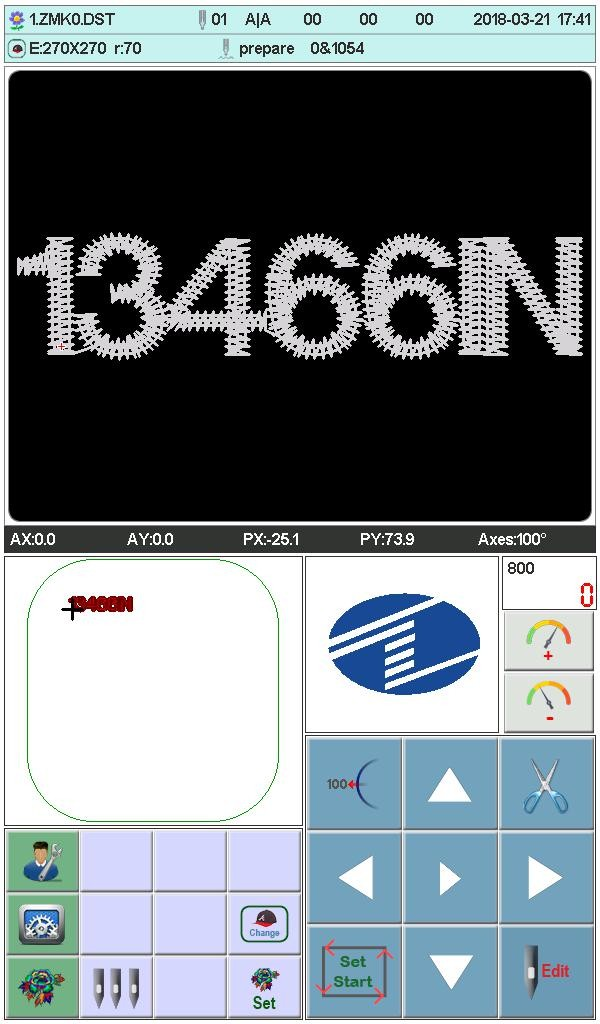 1.ZMK0.DST 01 A|A 00 00 00 2018-03-21 17:41
E:270X270 r:70 prepare 0&1054
13466IN
AX:0.0 AY:0.0 PX:-25.1 PY:73.9 Axes:100°
13466IN
800
0
+
-
100
Change
Set
Start
Edit
Set